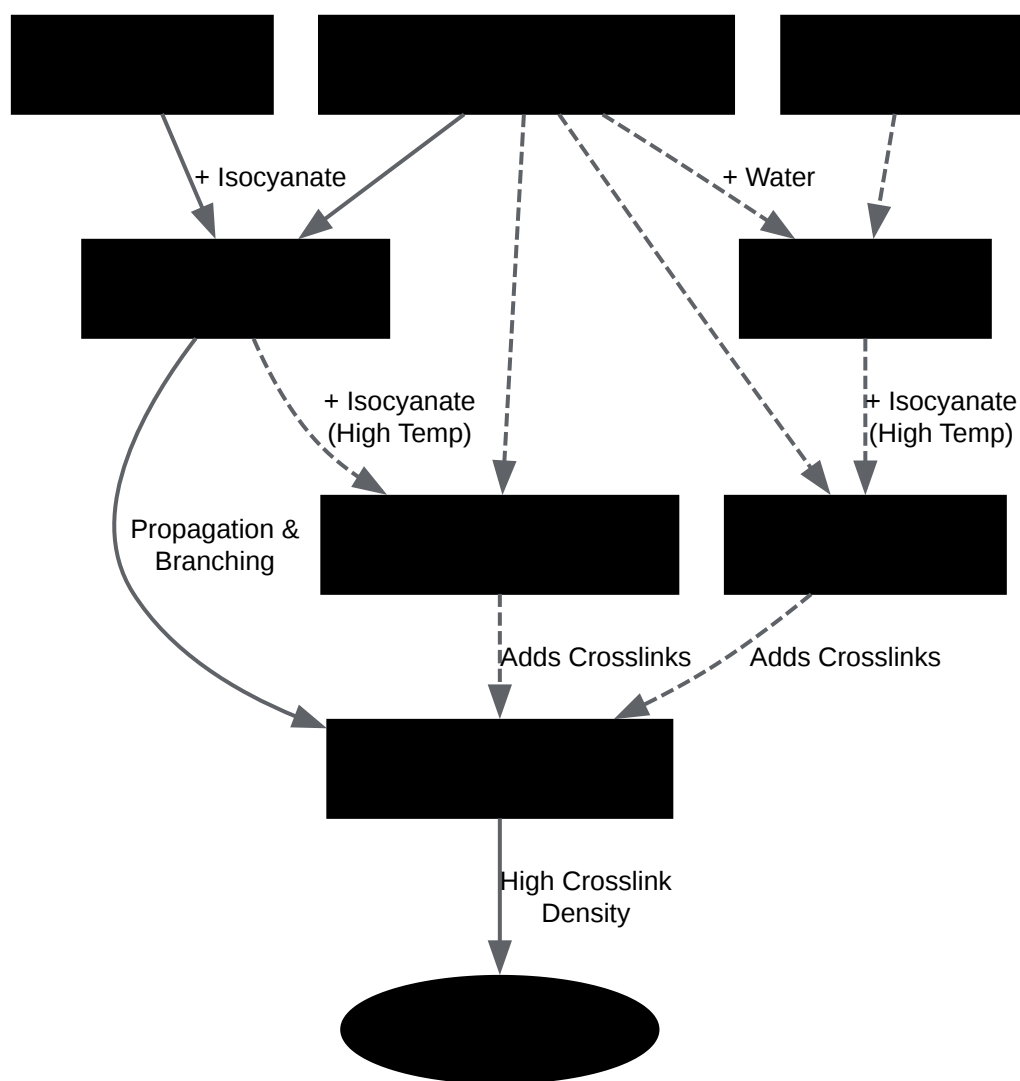 + Isocyanate
+ Water
+ Isocyanate
(High Temp)
+ Isocyanate
(High Temp)
Propagation &
Branching
Adds Crosslinks
Adds Crosslinks
High Crosslink
Density